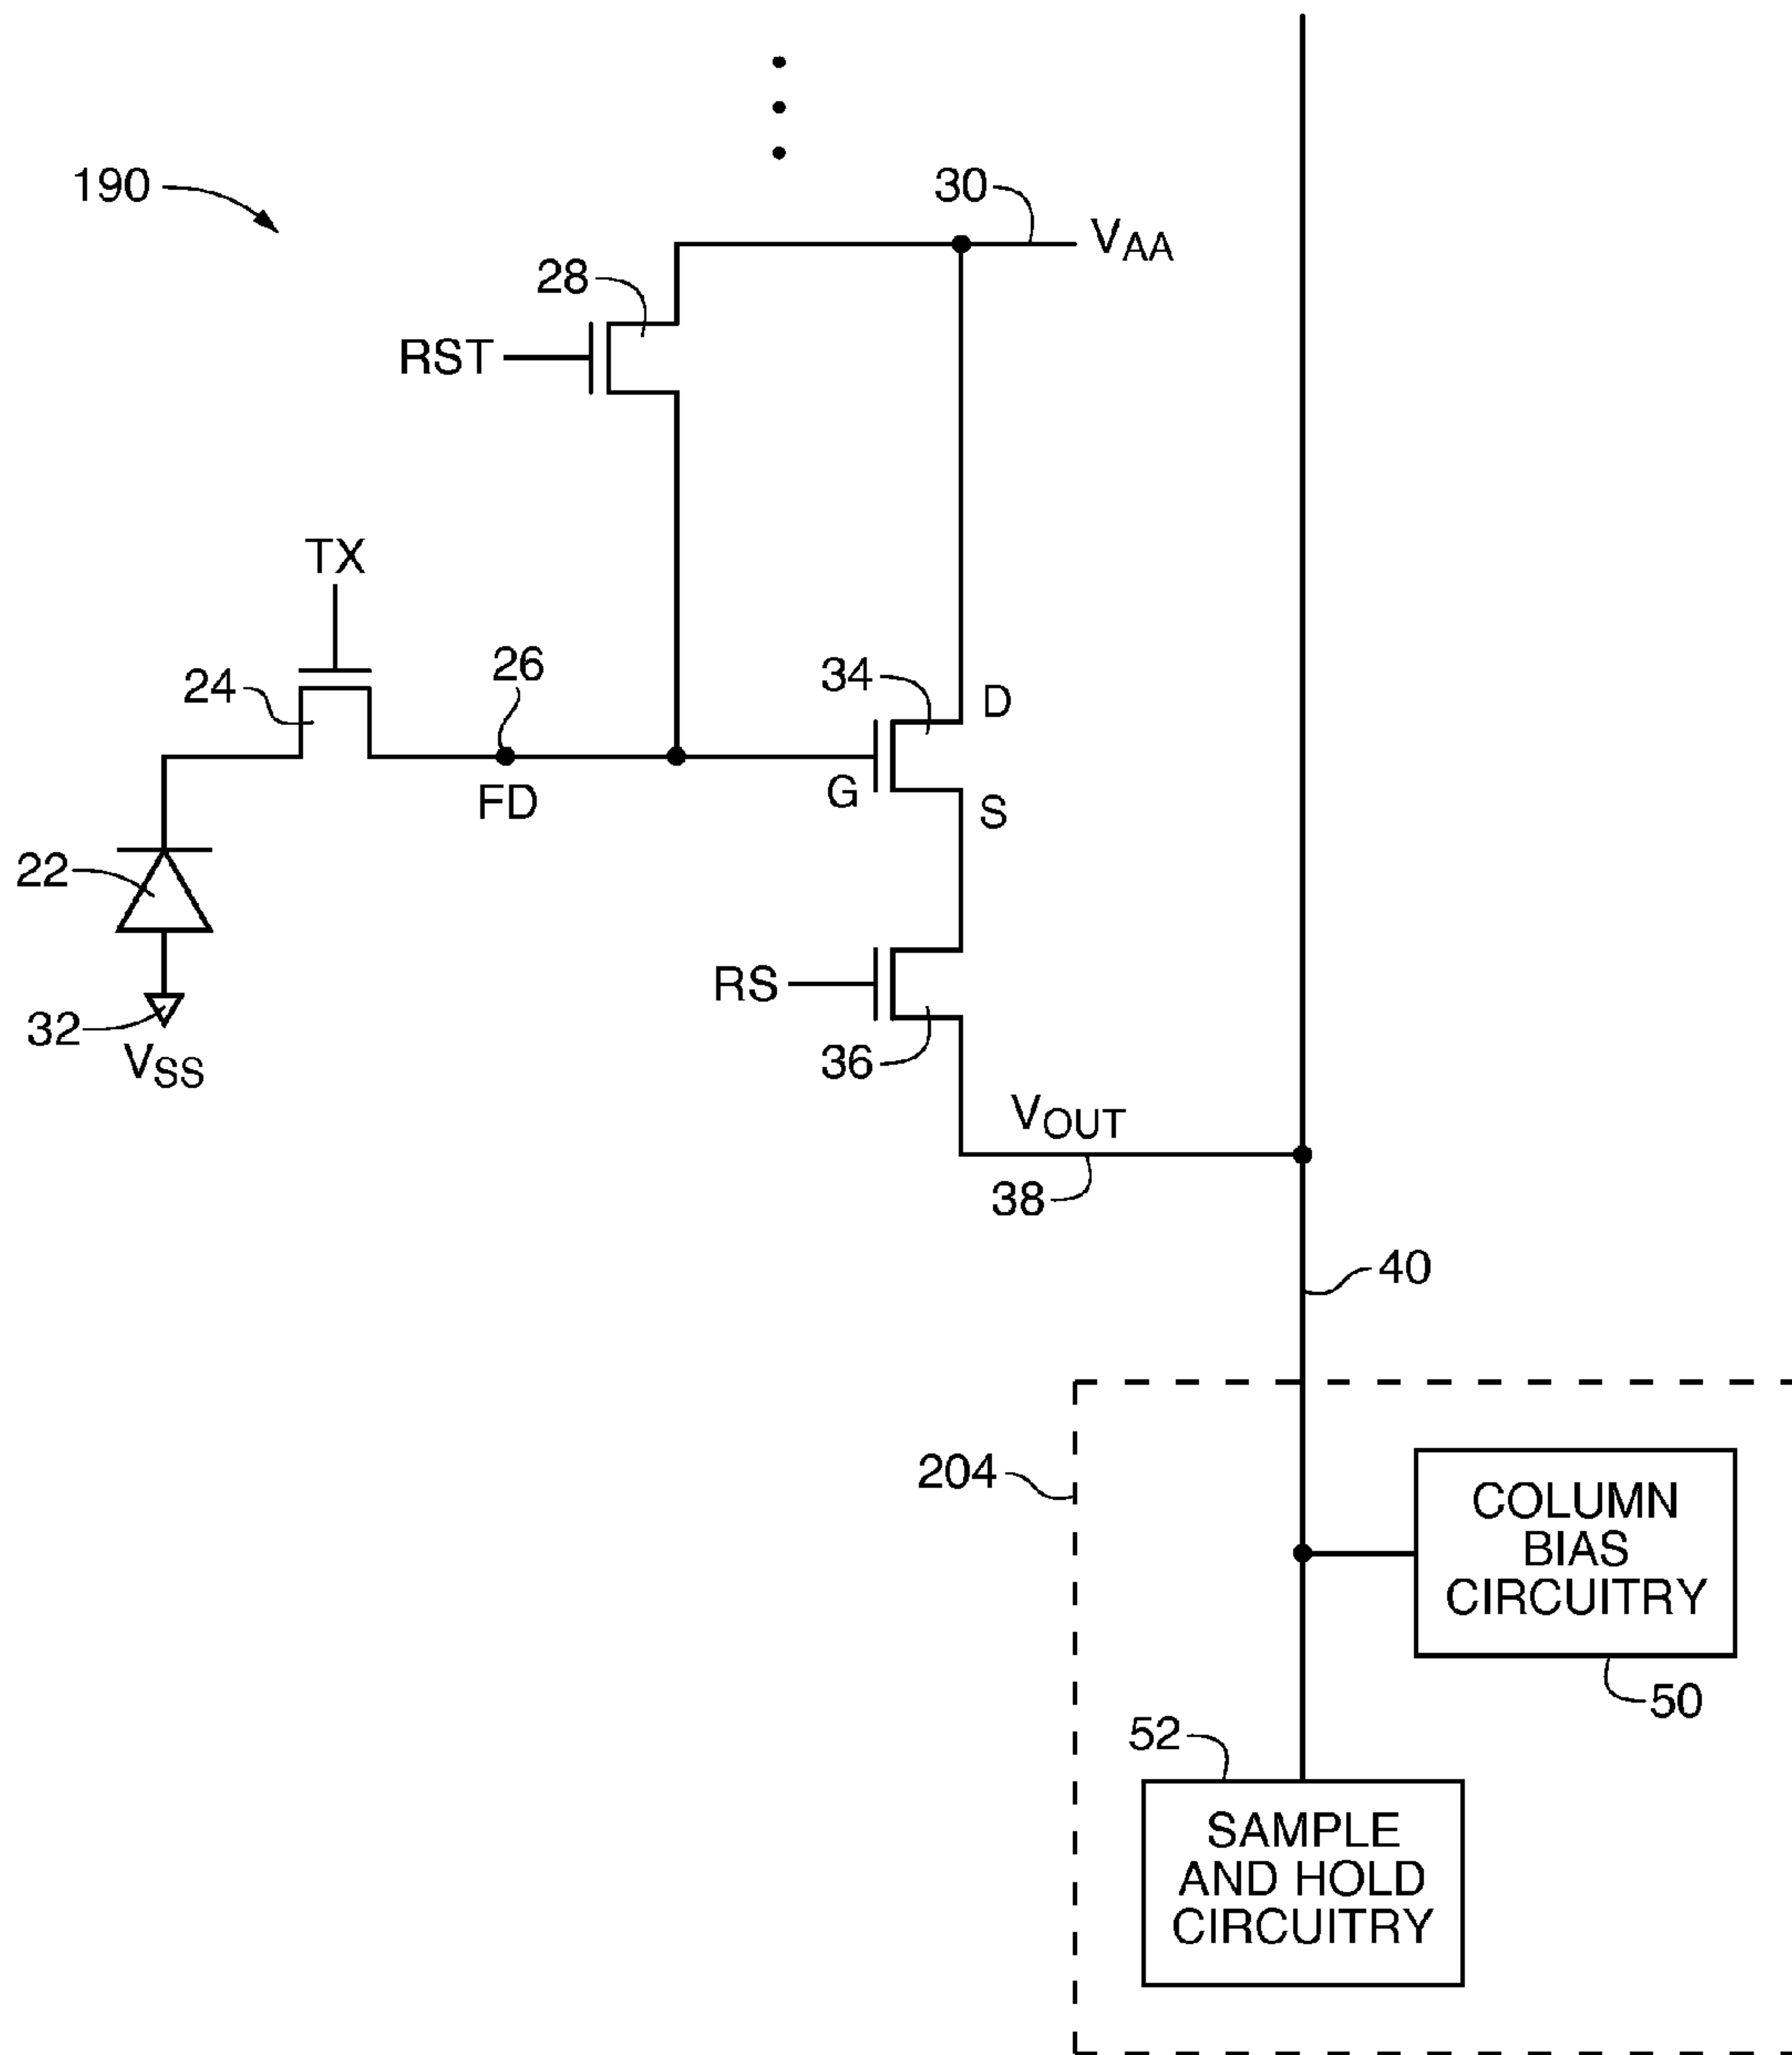 190
30
VAA
28
RST
TX
26
34
D
24
FD
G
S
22
RS
32
36
VSS
VOUT
38
40
204
COLUMN
BIAS
CIRCUITRY
50
52
SAMPLE
AND HOLD
CIRCUITRY